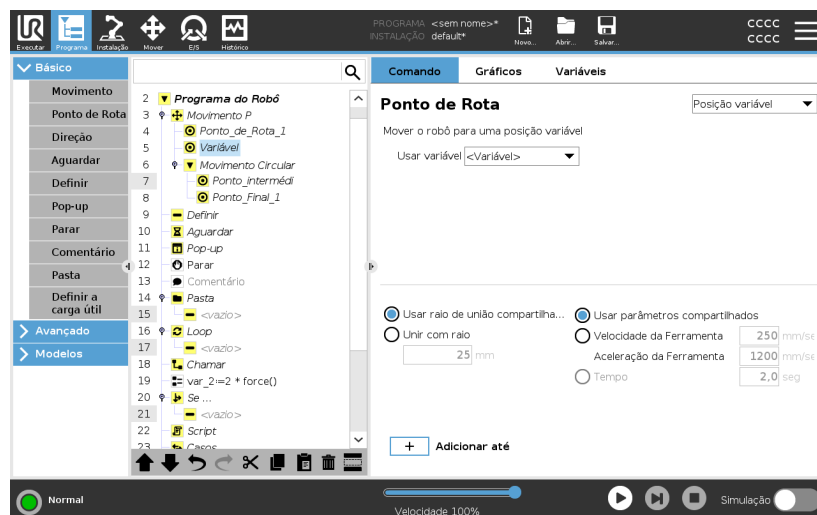 PROGRAMA <sem nome>*
INSTALAÇÃO default*
CCCC
CCCC
Executar Programa Instalação Mover E/S Histórico Novo... Abrir... Salvar...
Básico
Movimento
Ponto de Rota
Direção
Aguardar
Definir
Pop-up
Parar
Comentário
Pasta
Definir a
carga útil
Avançado
Modelos
2 Programa do Robô
3 Movimento P
4 Ponto_de_Rota_1
5 Variável
6 Movimento Circular
7 Ponto_intermédi
8 Ponto_Final_1
9 Definir
10 Aguardar
11 Pop-up
12 Parar
13 Comentário
14 Pasta
15 <vazio>
16 Loop
17 <vazio>
18 Chamar
19 var_2:=2 * force()
20 Se ...
21 <vazio>
22 Script
23 Casos
Comando Gráficos Variáveis
Ponto de Rota
Posição variável
Mover o robô para uma posição variável
Usar variável <Variável>
Usar raio de união compartilha...
Unir com raio
25 mm
Usar parâmetros compartilhados
Velocidade da Ferramenta 250 mm/se
Aceleração da Ferramenta 1200 mm/se
Tempo 2,0 seg
+ Adicionar até
Normal
Velocidade 100%
Simulação